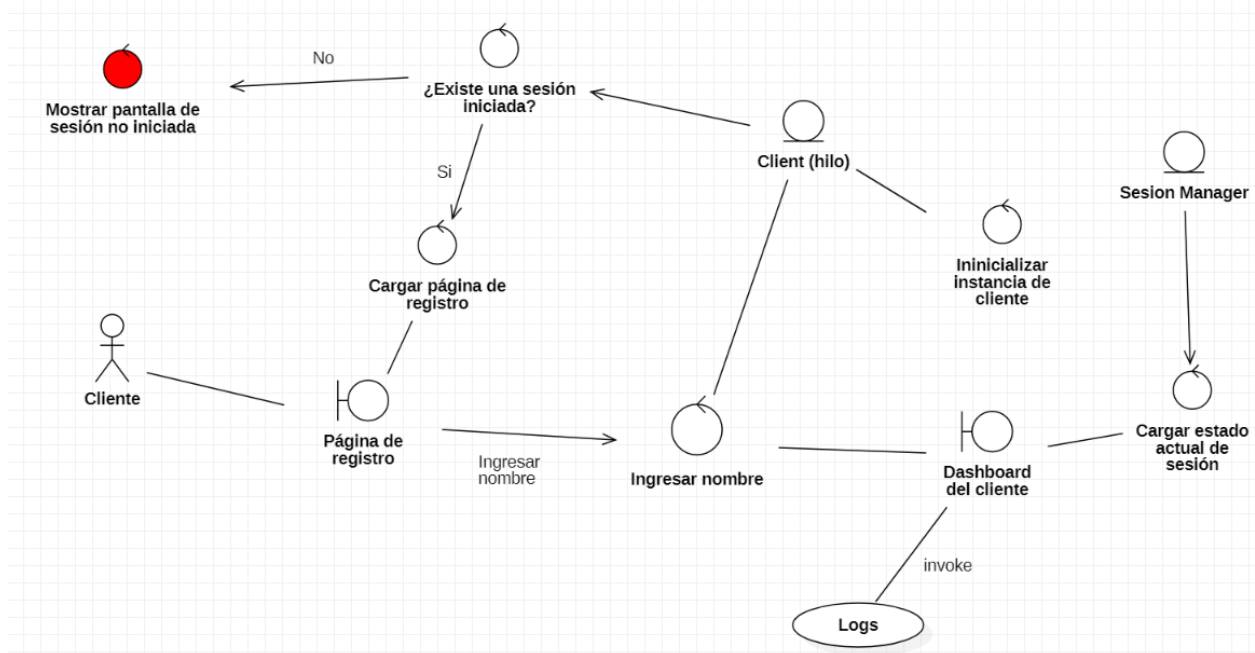 No
¿Existe una sesión
iniciada?
Mostrar pantalla de
sesión no iniciada
Client (hilo)
Sesion Manager
Si
Ininicializar
instancia de
cliente
Cargar página de
registro
Cliente
Página de
registro
Ingresar
nombre
Ingresar nombre
Dashboard
del cliente
Cargar estado
actual de
sesión
invoke
Logs